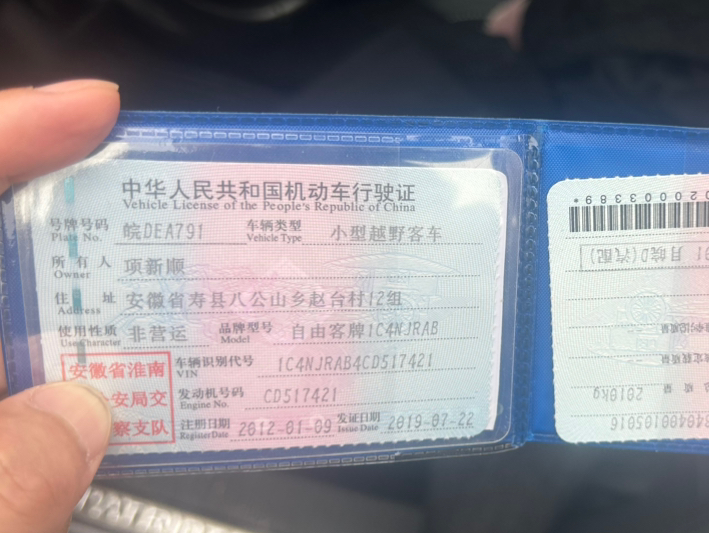 中华人民共和国机动车行驶证
Vehicle License of the People's Republic of China
号牌号码 皖DEA791 车辆类型 小型越野客车
Plate No. Vehicle Type
所有人 项新顺
Owner
住址 安徽省寿县八公山乡赵台村12组
Address
使用性质 非营运 品牌型号 自由客牌1C4NJRAB
Use Character Model
安徽省淮南
安局交
察支队
车辆识别代号 1C4NJRAB4CD517421
VIN
发动机号码 CD517421
Engine No.
注册日期 2012-01-09 发证日期 2019-07-22
Register Date Issue Date
2010kg